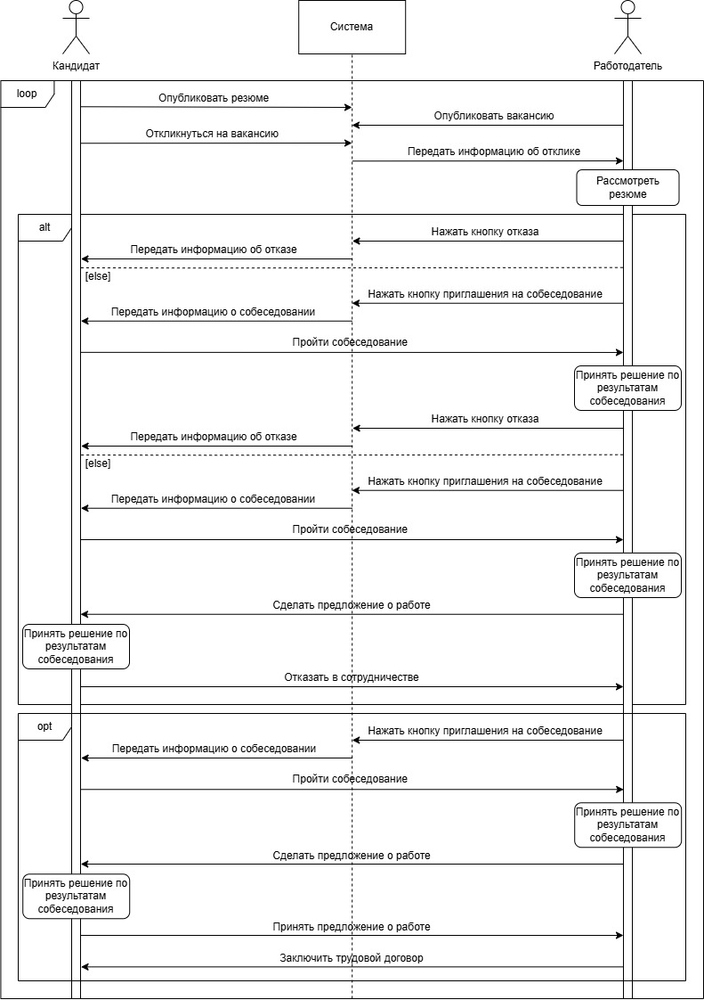 Система
Кандидат
Работодатель
loop
Опубликовать резюме
Опубликовать вакансию
Откликнуться на вакансию
Передать информацию об отклике
Рассмотреть
резюме
alt
Нажать кнопку отказа
Передать информацию об отказе
[else]
Нажать кнопку приглашения на собеседование
Передать информацию о собеседовании
Пройти собеседование
Принять решение по
результатам
собеседования
Нажать кнопку отказа
Передать информацию об отказе
[else]
Нажать кнопку приглашения на собеседование
Передать информацию о собеседовании
Пройти собеседование
Принять решение по
результатам
собеседования
Сделать предложение о работе
Принять решение по
результатам
собеседования
Отказать в сотрудничестве
opt
Нажать кнопку приглашения на собеседование
Передать информацию о собеседовании
Пройти собеседование
Принять решение по
результатам
собеседования
Сделать предложение о работе
Принять решение по
результатам
собеседования
Принять предложение о работе
Заключить трудовой договор